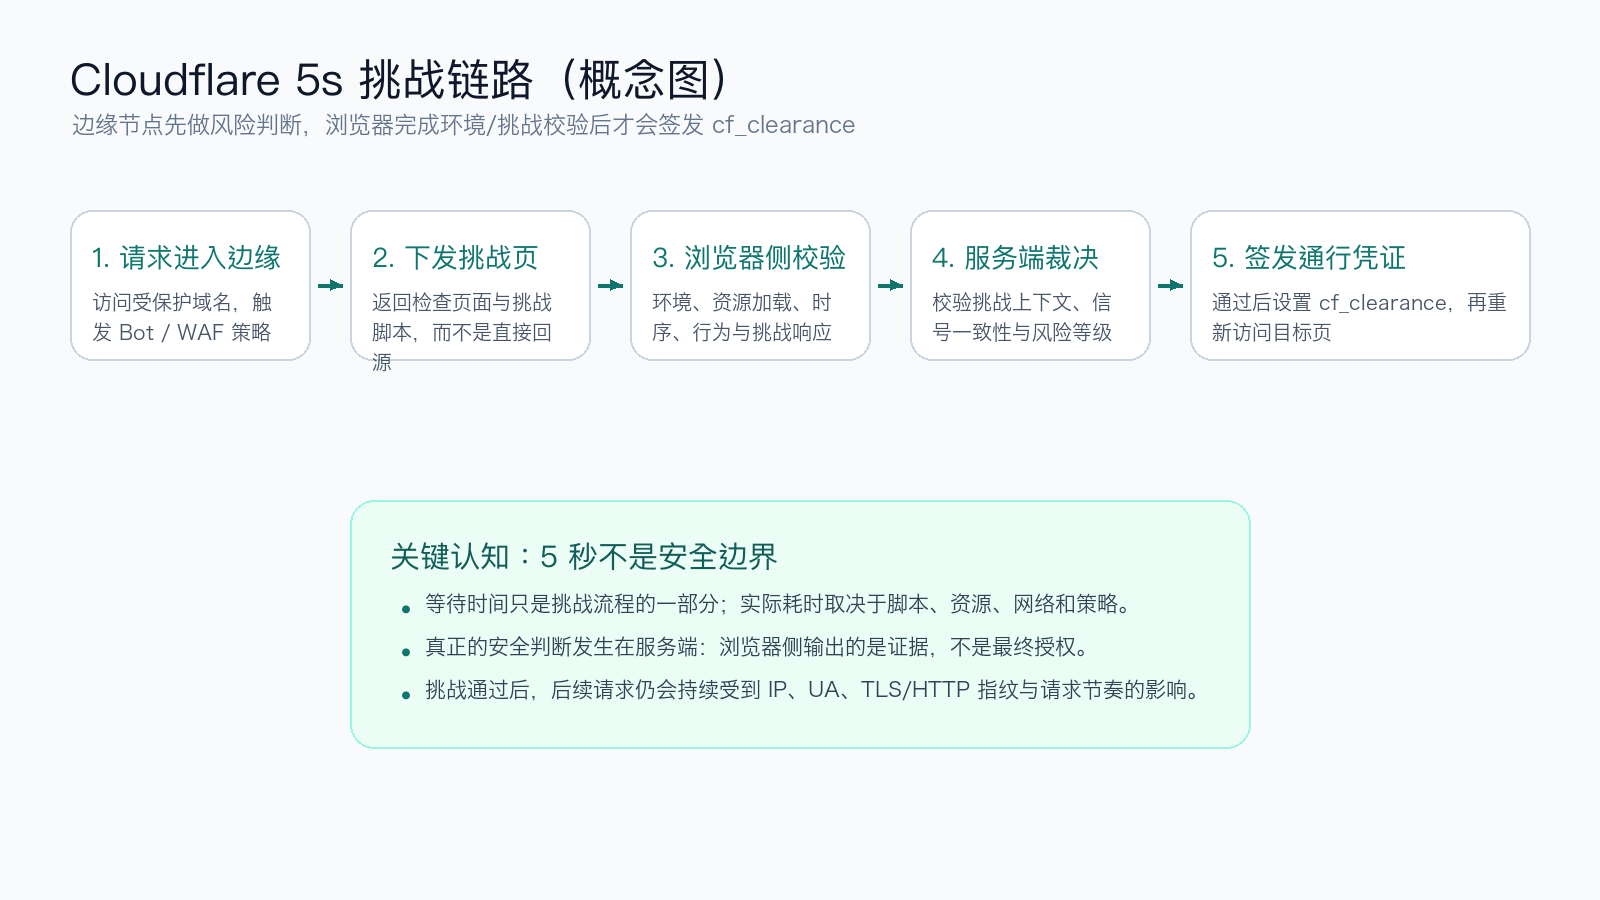 Cloudflare 5s 挑战链路（概念图）
边缘节点先做风险判断，浏览器完成环境/挑战校验后才会签发 cf_clearance
1. 请求进入边缘
访问受保护域名，触
发 Bot / WAF 策略
2. 下发挑战页
返回检查页面与挑战
脚本，而不是直接回
源
3. 浏览器侧校验
环境、资源加载、时
序、行为与挑战响应
4. 服务端裁决
校验挑战上下文、信
号一致性与风险等级
5. 签发通行凭证
通过后设置 cf_clearance，再重
新访问目标页
关键认知：5 秒不是安全边界
• 等待时间只是挑战流程的一部分；实际耗时取决于脚本、资源、网络和策略。
• 真正的安全判断发生在服务端：浏览器侧输出的是证据，不是最终授权。
• 挑战通过后，后续请求仍会持续受到 IP、UA、TLS/HTTP 指纹与请求节奏的影响。